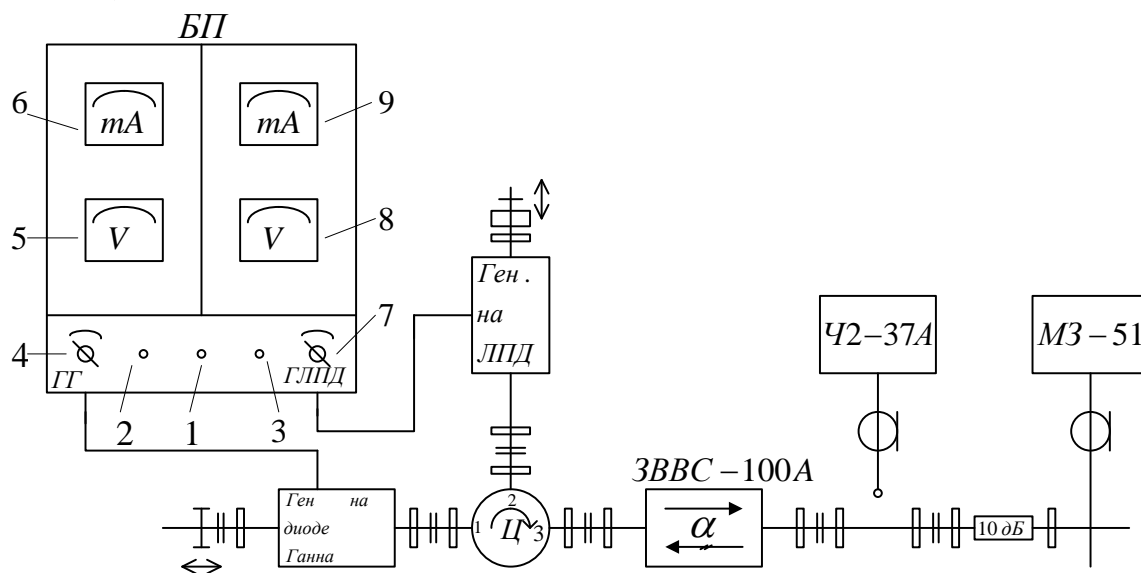 БП
6
mA
mA
9
5
V
V
8
Ген .
на
ЛПД
4
ГГ
ГЛПД
7
2
1
3
Ч2–37А
МЗ – 51
ЗВВС – 100А
Ген на
диоде
Ганна
1
2
Ц
3
α
10 дБ